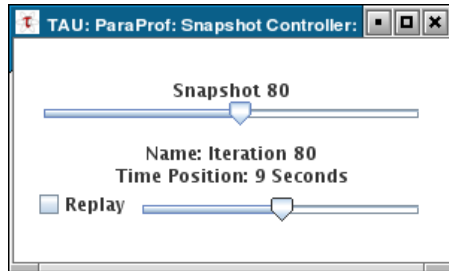 TAU: ParaProf: Snapshot Controller:
Snapshot 80
Name: Iteration 80
Time Position: 9 Seconds
Replay